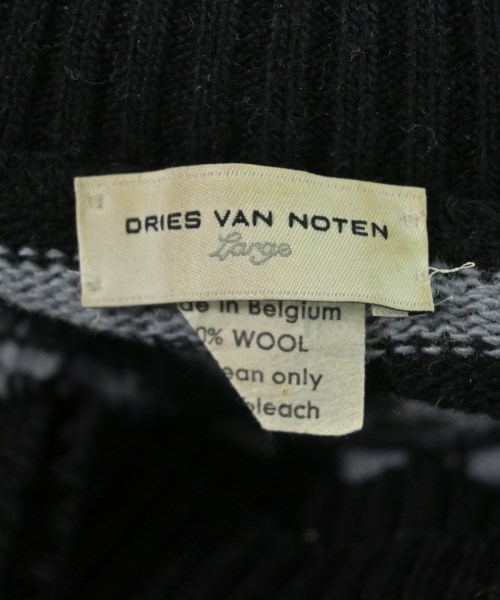 DRIES VAN NOTEN
Large
de in Belgium
0% WOOL
ean only
bleach